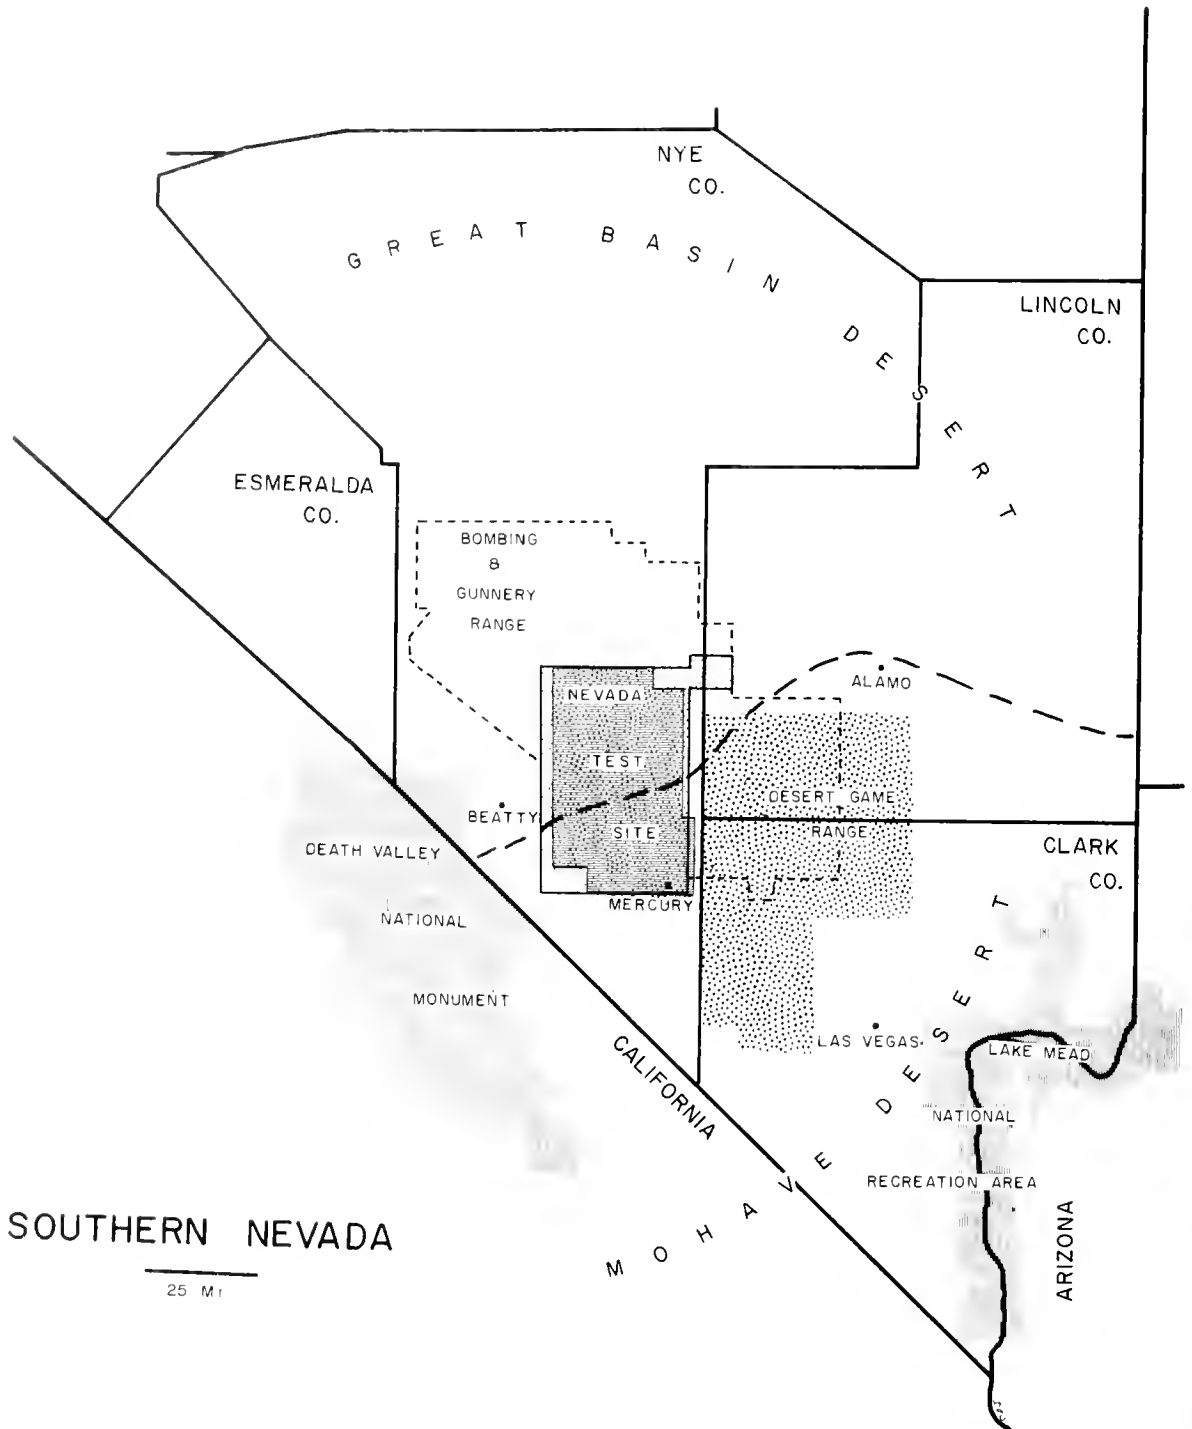 NYE
CO.
GREAT BASIN DESERT
LINCOLN
CO.
ESMERALDA
CO.
BOMBING
&
GUNNERY
RANGE
ALAMO
NEVADA
TEST
SITE
BEATTY
DESERT GAME
RANGE
DEATH VALLEY
NATIONAL
MONUMENT
CLARK
CO.
MERCURY
LAS VEGAS
LAKE MEAD
NATIONAL
RECREATION AREA
CALIFORNIA
MOHAVE DESERT
ARIZONA
SOUTHERN NEVADA
25 MI